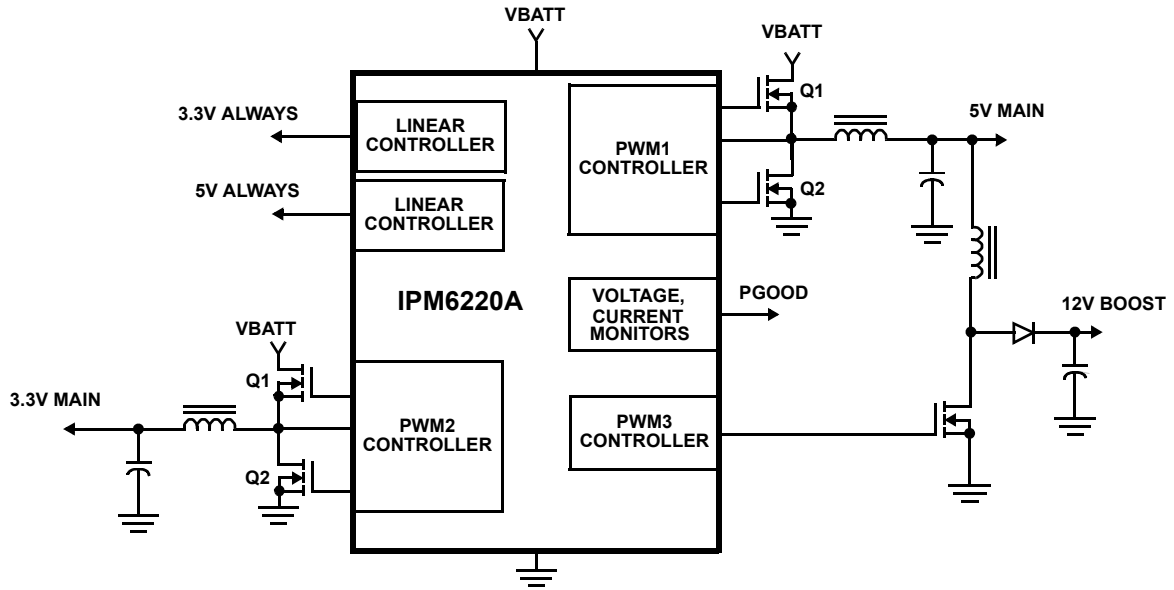 VBATT
VBATT
Q1
3.3V ALWAYS
LINEAR
CONTROLLER
PWM1
CONTROLLER
5V MAIN
5V ALWAYS
LINEAR
CONTROLLER
Q2
IPM6220A
VOLTAGE,
CURRENT
MONITORS
PGOOD
12V BOOST
VBATT
Q1
3.3V MAIN
PWM2
CONTROLLER
PWM3
CONTROLLER
Q2